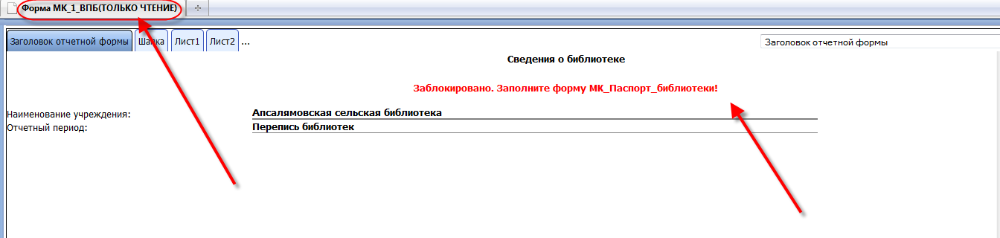 Форма МК_1_ВПБ(ТОЛЬКО ЧТЕНИЕ)
Заголовок отчетной формы Шапка Лист1 Лист2 ... Заголовок отчетной формы
Сведения о библиотеке
Заблокировано. Заполните форму МК_Паспорт_библиотеки!
Наименование учреждения: Апсалямовская сельская библиотека
Отчетный период: Перепись библиотек